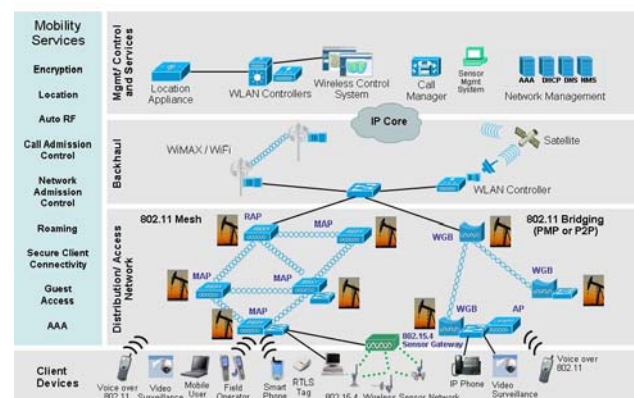 Mobility
Services
Encryption
Location
Auto RF
Call Admission
Control
Network
Admission
Control
Roaming
Secure Client
Connectivity
Guest
Access
AAA
Mgmt/ Control
and Services
Location
Appliance
WLAN Controllers
Wireless Control
System
Call
Manager
Sensor
Mgmt
System
AAA DHCP DNS NMS
Network Management
IP Core
Backhaul
WiMAX / WiFi
Satellite
WLAN Controller
Distribution/ Access
Network
802.11 Mesh
RAP
MAP
MAP
MAP
MAP
802.11 Bridging
(PMP or P2P)
WGB
WGB
WGB
AP
802.15.4
Sensor Gateway
Client
Devices
Voice over
802.11
Video
Surveillance
Mobile
User
Field
Operator
Smart
Phone
RTLS
Tag
802.15.4 Wireless Sensor Network
IP Phone
Video
Surveillance
Voice over
802.11